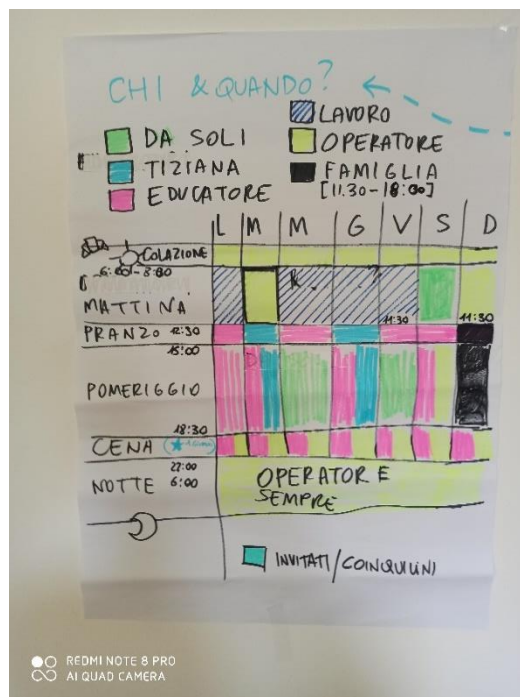 CHI & QUANDO?
LAVORO
DA SOLI
OPERATORE
TIZIANA
FAMIGLIA
EDUCATORE
[11.30-18:00]
L M M G V S D
COLAZIONE
6:00-8:00
MATTINA
11:30 11:30
PRANZO 12:30
15:00
POMERIGGIO
18:30
CENA
22:00
NOTTE 6:00
OPERATORE
SEMPRE
INVITATI/COINQUILINI
REDMI NOTE 8 PRO
AI QUAD CAMERA